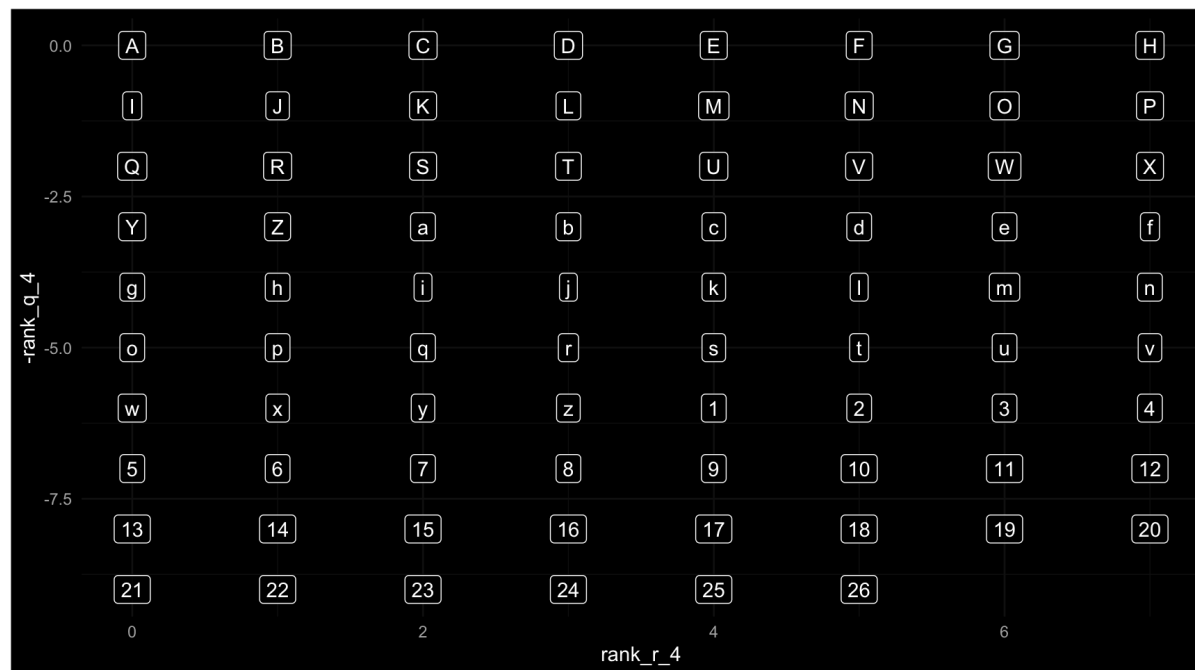 0.0 A B C D E F G H
I J K L M N O P
Q R S T U V W X
-2.5
Y Z a b c d e f
g h i j k l m n
-rank_q_4
-5.0 o p q r s t u v
w x y z 1 2 3 4
5 6 7 8 9 10 11 12
-7.5
13 14 15 16 17 18 19 20
21 22 23 24 25 26
0 2 4 6
rank_r_4